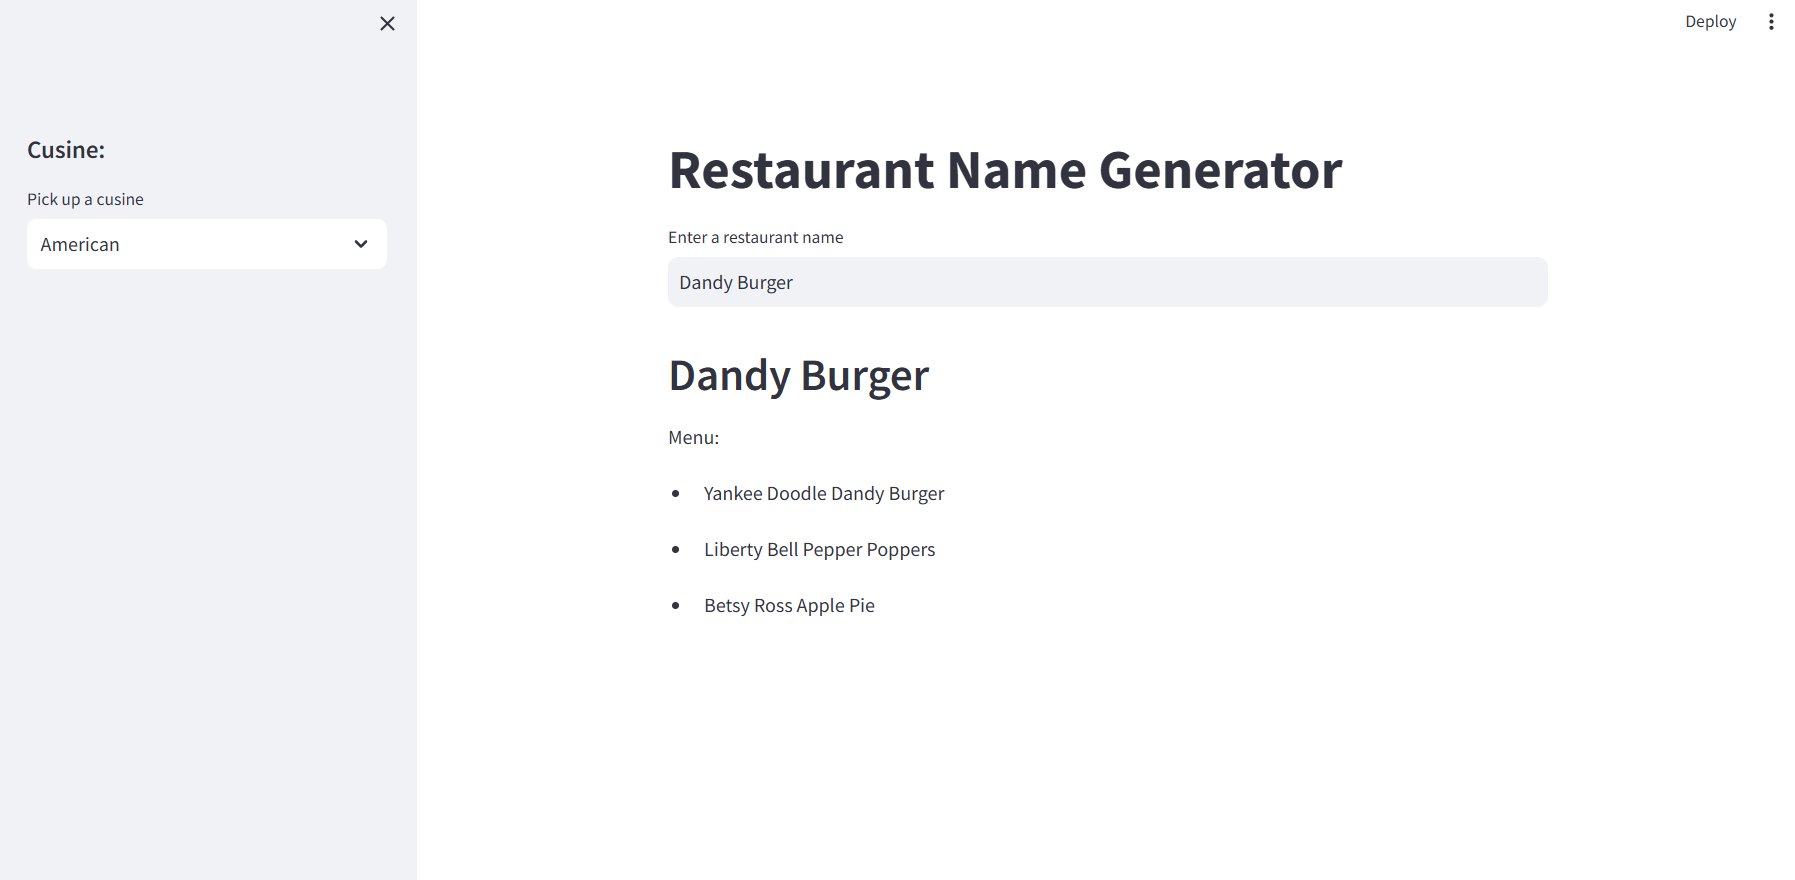 Deploy
Cusine:
Pick up a cusine
American
Restaurant Name Generator
Enter a restaurant name
Dandy Burger
Dandy Burger
Menu:
Yankee Doodle Dandy Burger
Liberty Bell Pepper Poppers
Betsy Ross Apple Pie